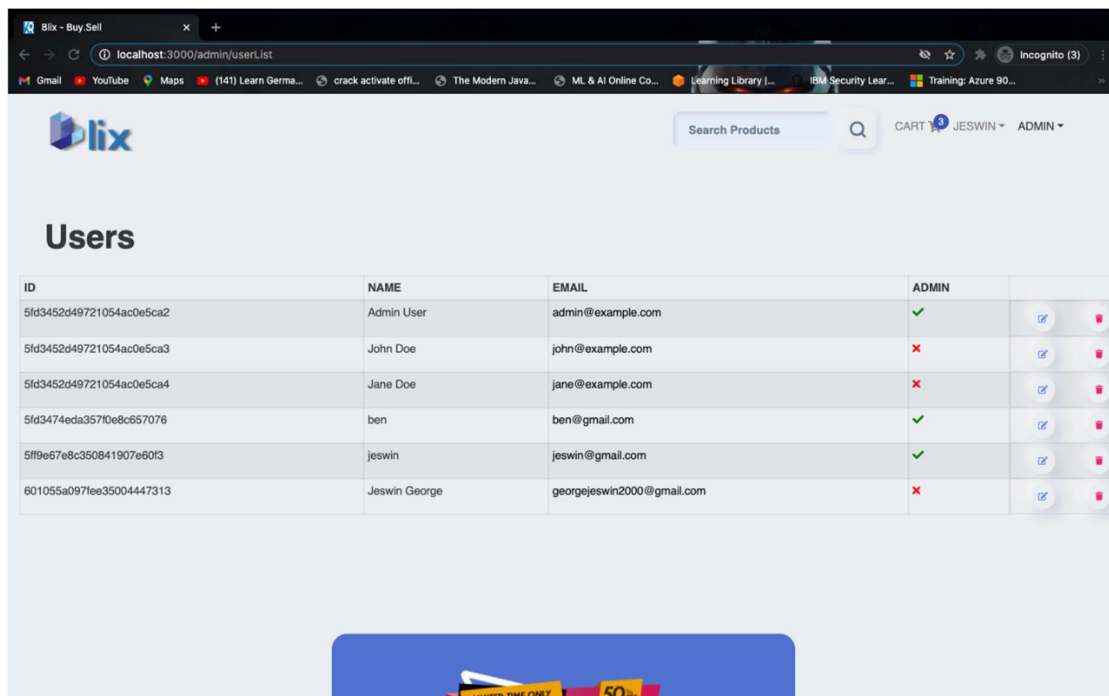 Blix - Buy.Sell
localhost:3000/admin/userList
Incognito (3)
Gmail YouTube Maps (141) Learn Germa... crack activate offi... The Modern Java... ML & AI Online Co... Learning Library |... IBM Security Lear... Training: Azure 90...
Blix
Search Products
CART 3 JESWIN ADMIN
Users
ID NAME EMAIL ADMIN
5fd3452d49721054ac0e5ca2 Admin User admin@example.com
5fd3452d49721054ac0e5ca3 John Doe john@example.com
5fd3452d49721054ac0e5ca4 Jane Doe jane@example.com
5fd3474eda357f0e8c657076 ben ben@gmail.com
5ff9e67e8c350841907e60f3 jeswin jeswin@gmail.com
601055a097fee35004447313 Jeswin George georgejeswin2000@gmail.com
LIMITED TIME ONLY
50%